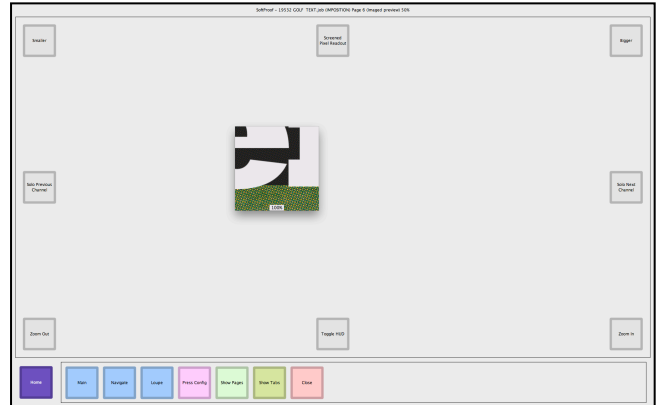 SoftProof - 19532 GOLF TEXT.job (IMPOSITION) Page 8 (Imaged preview) 50%
Smaller
Screened
Pixel Readout
Bigger
100%
Solo Previous
Channel
Solo Next
Channel
Zoom Out
Toggle HUD
Zoom In
Home
Main
Navigate
Loupe
Press Config
Show Pages
Show Tabs
Close